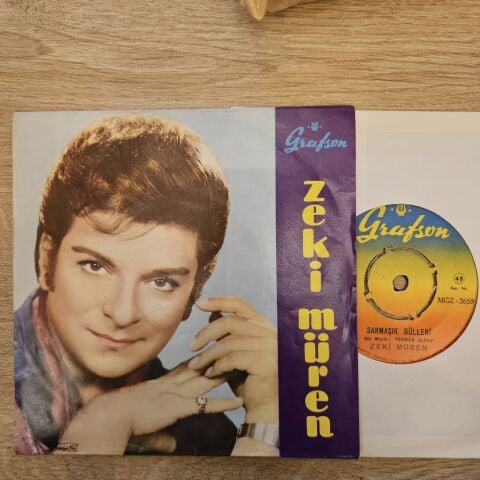 Grafson
zeki müren
Grafson
45
MGZ-3659
SARMAŞIK GÜLLERİ
ZEKİ MÜREN